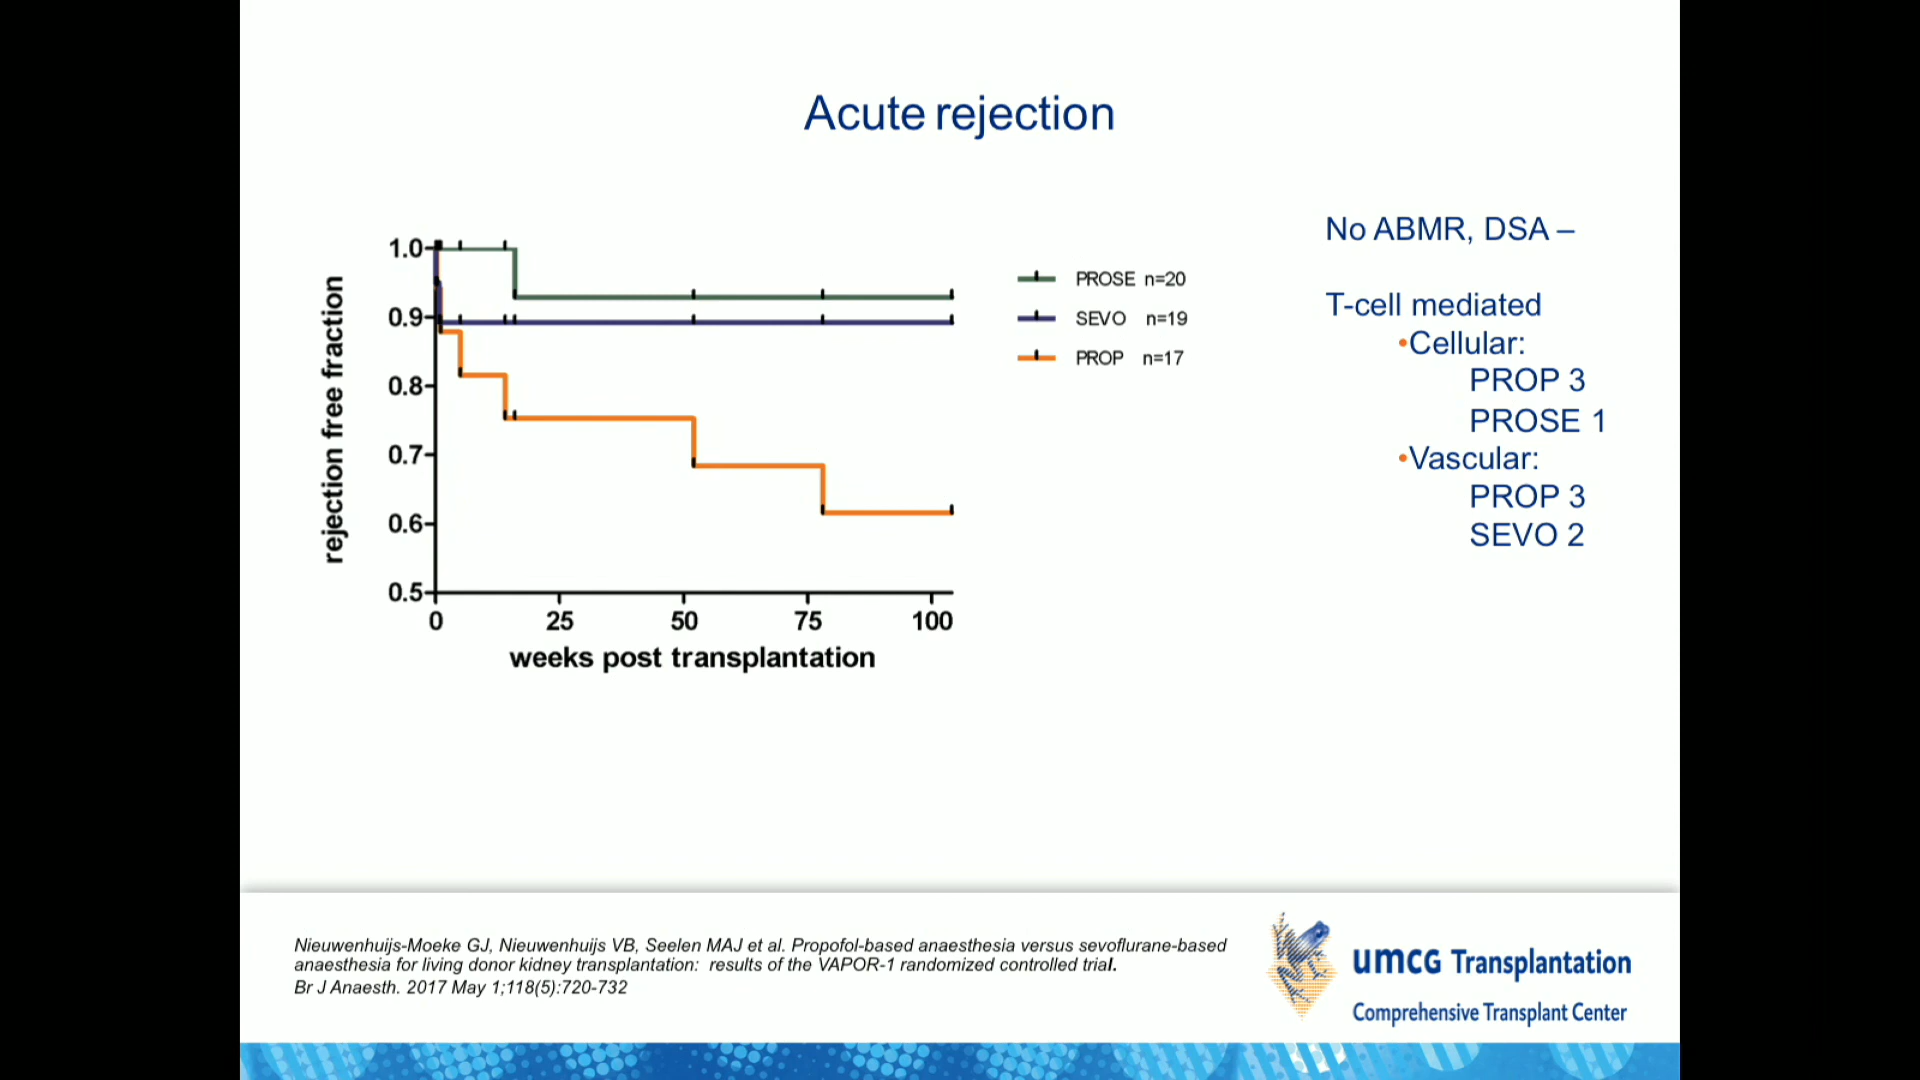 Acute rejection
rejection free fraction
1.0
0.9
0.8
0.7
0.6
0.5
0 25 50 75 100
weeks post transplantation
PROSE n=20
SEVO n=19
PROP n=17
No ABMR, DSA –
T-cell mediated
•Cellular:
PROP 3
PROSE 1
•Vascular:
PROP 3
SEVO 2
Nieuwenhuijs-Moeke GJ, Nieuwenhuijs VB, Seelen MAJ et al. Propofol-based anaesthesia versus sevoflurane-based
anaesthesia for living donor kidney transplantation: results of the VAPOR-1 randomized controlled trial.
Br J Anaesth. 2017 May 1;118(5):720-732
umcg Transplantation
Comprehensive Transplant Center